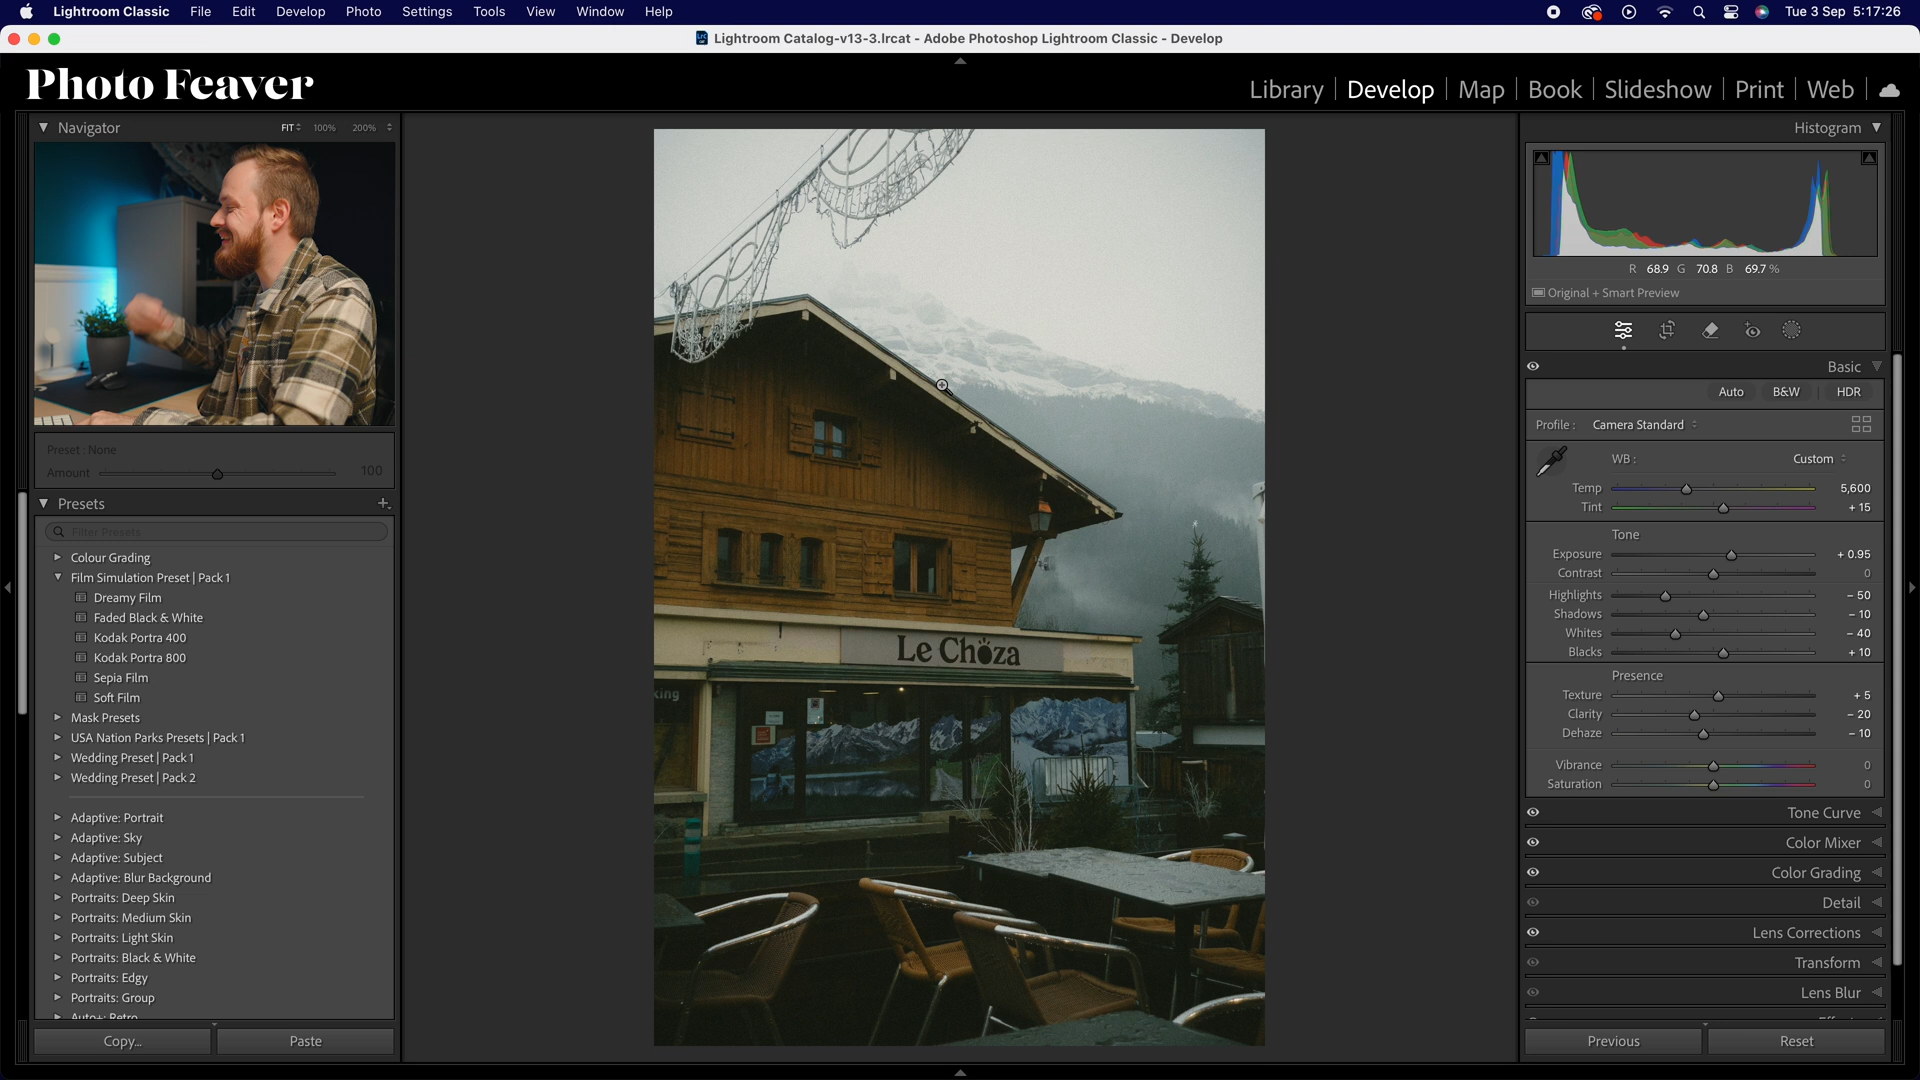 Lightroom Classic File Edit Develop Photo Settings Tools View Window Help Tue 3 Sep 5:17:26
Lightroom Catalog-v13-3.lrcat - Adobe Photoshop Lightroom Classic - Develop
Photo Feaver
Library | Develop | Map | Book | Slideshow | Print | Web
Navigator FIT 100% 200%
Preset : None
Amount 100
Presets
Filter Presets
Colour Grading
Film Simulation Preset | Pack 1
Dreamy Film
Faded Black & White
Kodak Portra 400
Kodak Portra 800
Sepia Film
Soft Film
Mask Presets
USA Nation Parks Presets | Pack 1
Wedding Preset | Pack 1
Wedding Preset | Pack 2
Adaptive: Portrait
Adaptive: Sky
Adaptive: Subject
Adaptive: Blur Background
Portraits: Deep Skin
Portraits: Medium Skin
Portraits: Light Skin
Portraits: Black & White
Portraits: Edgy
Portraits: Group
Auto+: Retro
Copy... Paste
Le Choza
king
Histogram
R 68.9 G 70.8 B 69.7 %
Original + Smart Preview
Basic
Auto B&W | HDR
Profile : Camera Standard
WB : Custom
Temp 5,600
Tint + 15
Tone
Exposure + 0.95
Contrast 0
Highlights – 50
Shadows – 10
Whites – 40
Blacks + 10
Presence
Texture + 5
Clarity – 20
Dehaze – 10
Vibrance 0
Saturation 0
Tone Curve
Color Mixer
Color Grading
Detail
Lens Corrections
Transform
Lens Blur
Previous Reset